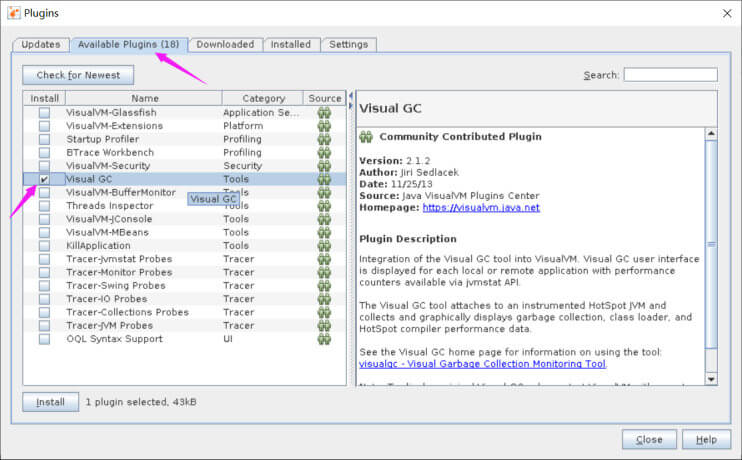 Plugins
Updates Available Plugins (18) Downloaded Installed Settings
Check for Newest Search:
Install Name Category Source
VisualVM-Glassfish Application Se...
VisualVM-Extensions Platform
Startup Profiler Profiling
BTrace Workbench Profiling
VisualVM-Security Security
Visual GC Tools
VisualVM-BufferMonitor Tools
Visual GC
Threads Inspector Tools
VisualVM-JConsole Tools
VisualVM-MBeans Tools
KillApplication Tools
Tracer-Jvmstat Probes Tracer
Tracer-Monitor Probes Tracer
Tracer-Swing Probes Tracer
Tracer-IO Probes Tracer
Tracer-Collections Probes Tracer
Tracer-JVM Probes Tracer
OQL Syntax Support UI
Visual GC
Community Contributed Plugin
Version: 2.1.2
Author: Jiri Sedlacek
Date: 11/25/13
Source: Java VisualVM Plugins Center
Homepage: https://visualvm.java.net
Plugin Description
Integration of the Visual GC tool into VisualVM. Visual GC user interface
is displayed for each local or remote application with performance
counters available via jvmstat API.
The Visual GC tool attaches to an instrumented HotSpot JVM and
collects and graphically displays garbage collection, class loader, and
HotSpot compiler performance data.
See the Visual GC home page for information on using the tool:
visualgc - Visual Garbage Collection Monitoring Tool.
Install 1 plugin selected, 43kB
Close Help